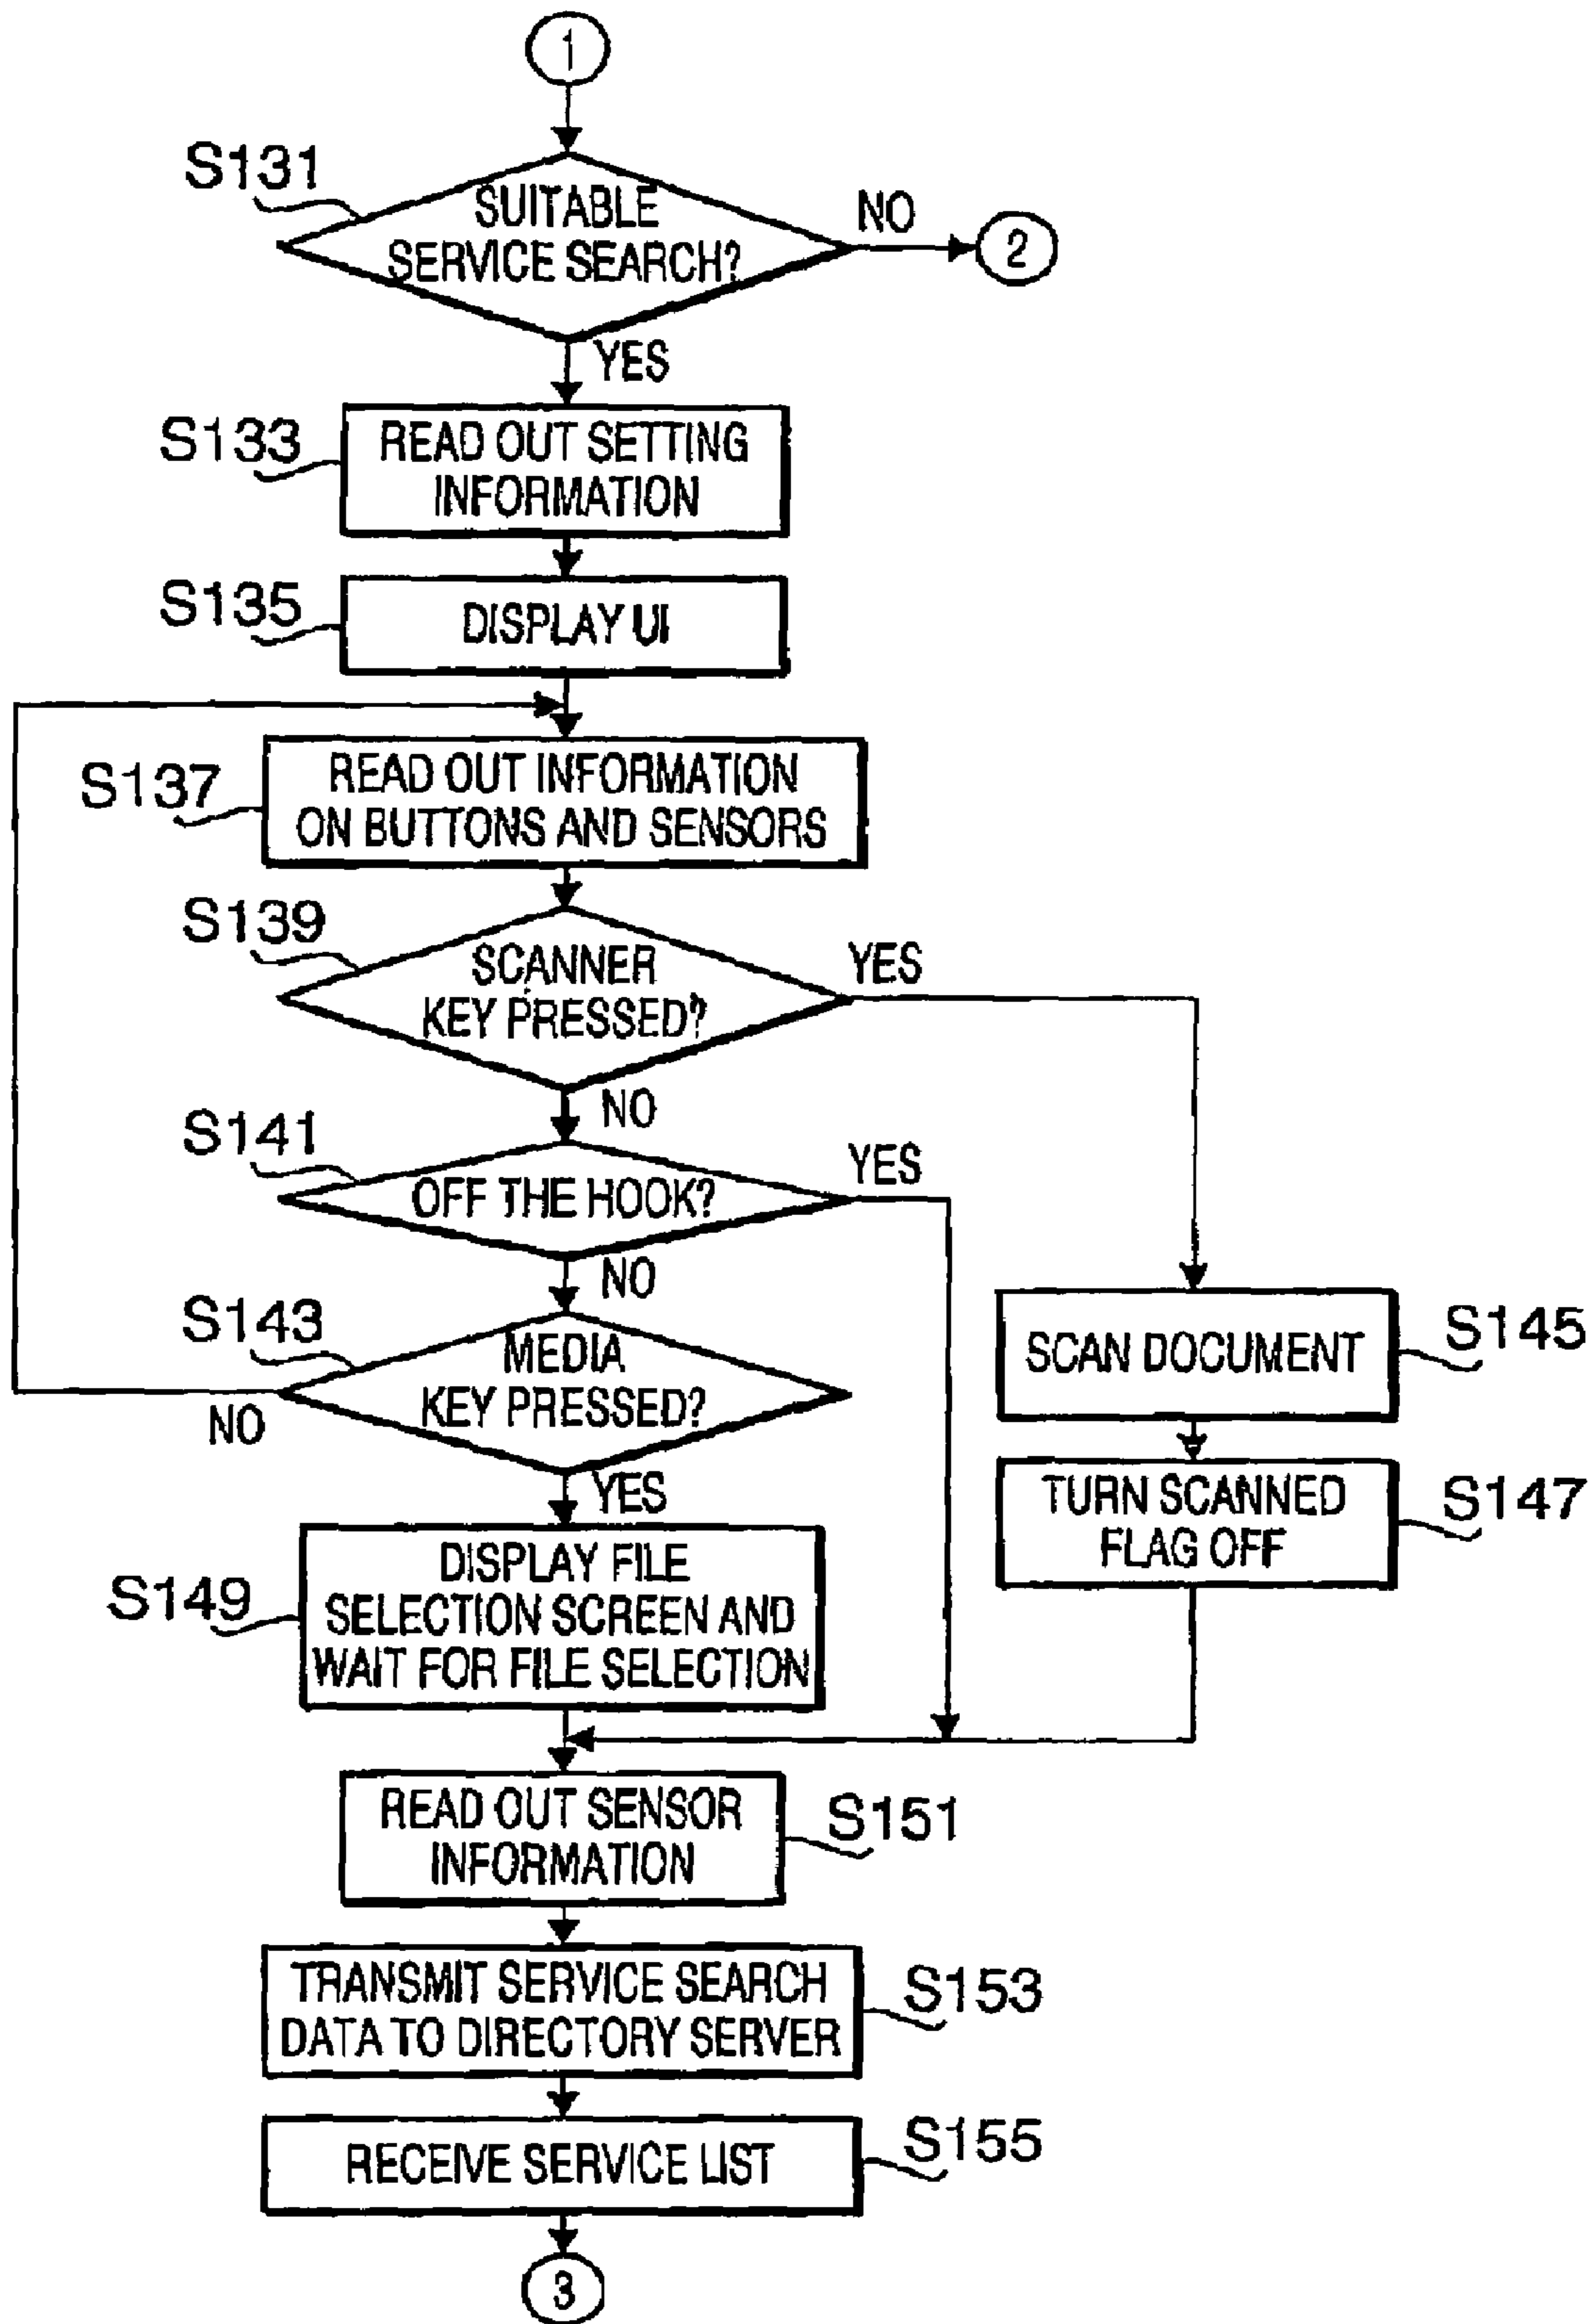 1
S131
SUITABLE
SERVICE SEARCH?
NO
2
YES
S133
READ OUT SETTING
INFORMATION
S135
DISPLAY UI
S137
READ OUT INFORMATION
ON BUTTONS AND SENSORS
S139
SCANNER
KEY PRESSED?
YES
NO
S141
OFF THE HOOK?
YES
NO
S143
MEDIA
KEY PRESSED?
NO
YES
SCAN DOCUMENT
S145
TURN SCANNED
FLAG OFF
S147
S149
DISPLAY FILE
SELECTION SCREEN AND
WAIT FOR FILE SELECTION
READ OUT SENSOR
INFORMATION
S151
TRANSMIT SERVICE SEARCH
DATA TO DIRECTORY SERVER
S153
RECEIVE SERVICE LIST
S155
3